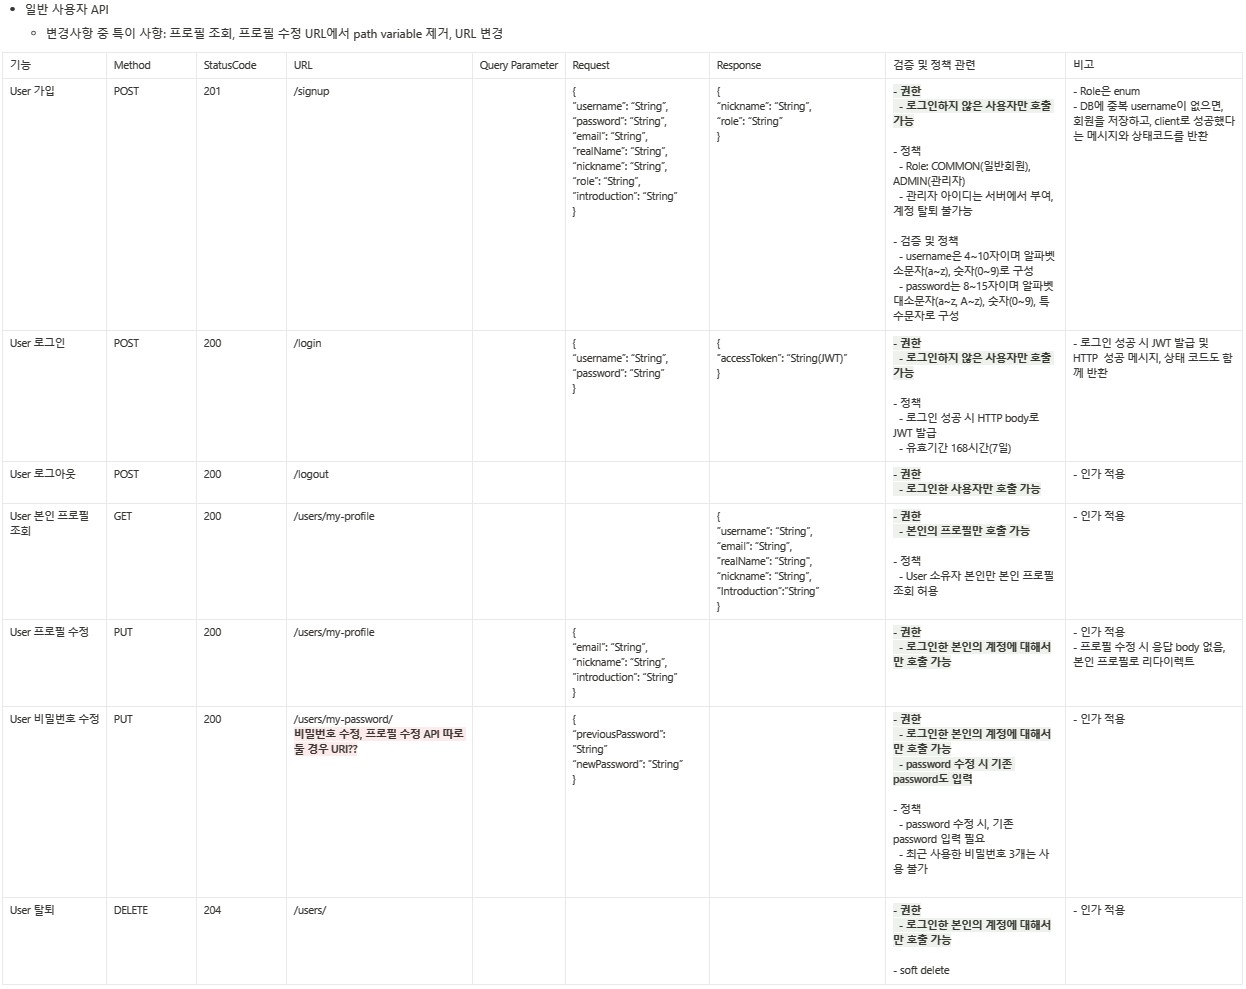 일반 사용자 API
변경사항 중 특이 사항: 프로필 조회, 프로필 수정 URL에서 path variable 제거, URL 변경
기능
Method
StatusCode
URL
Query Parameter
Request
Response
검증 및 정책 관련
비고
User 가입
POST
201
/signup
{
"username": "String",
"password": "String",
"email": "String",
"realName": "String",
"nickname": "String",
"role": "String",
"introduction": "String"
}
{
"nickname": "String",
"role": "String"
}
- 권한
- 로그인하지 않은 사용자만 호출
가능
- 정책
- Role: COMMON(일반회원),
ADMIN(관리자)
- 관리자 아이디는 서버에서 부여,
계정 탈퇴 불가능
- 검증 및 정책
- username은 4~10자이며 알파벳
소문자(a~z), 숫자(0~9)로 구성
- password는 8~15자이며 알파벳
대소문자(a~z, A~z), 숫자(0~9), 특
수문자로 구성
- Role은 enum
- DB에 중복 username이 없으면,
회원을 저장하고, client로 성공했다
는 메시지와 상태코드를 반환
User 로그인
POST
200
/login
{
"username": "String",
"password": "String"
}
{
"accessToken": "String(JWT)"
}
- 권한
- 로그인하지 않은 사용자만 호출
가능
- 정책
- 로그인 성공 시 HTTP body로
JWT 발급
- 유효기간 168시간(7일)
- 로그인 성공 시 JWT 발급 및
HTTP 성공 메시지, 상태 코드도 함
께 반환
User 로그아웃
POST
200
/logout
- 권한
- 로그인한 사용자만 호출 가능
- 인가 적용
User 본인 프로필
조회
GET
200
/users/my-profile
{
"username": "String",
"email": "String",
"realName": "String",
"nickname": "String",
"Introduction":"String"
}
- 권한
- 본인의 프로필만 호출 가능
- 정책
- User 소유자 본인만 본인 프로필
조회 허용
- 인가 적용
User 프로필 수정
PUT
200
/users/my-profile
{
"email": "String",
"nickname": "String",
"introduction": "String"
}
- 권한
- 로그인한 본인의 계정에 대해서
만 호출 가능
- 인가 적용
- 프로필 수정 시 응답 body 없음,
본인 프로필로 리다이렉트
User 비밀번호 수정
PUT
200
/users/my-password/
비밀번호 수정, 프로필 수정 API 따로
둘 경우 URI??
{
"previousPassword":
"String"
"newPassword": "String"
}
- 권한
- 로그인한 본인의 계정에 대해서
만 호출 가능
- password 수정 시 기존
password도 입력
- 정책
- password 수정 시, 기존
password 입력 필요
- 최근 사용한 비밀번호 3개는 사
용 불가
- 인가 적용
User 탈퇴
DELETE
204
/users/
- 권한
- 로그인한 본인의 계정에 대해서
만 호출 가능
- soft delete
- 인가 적용